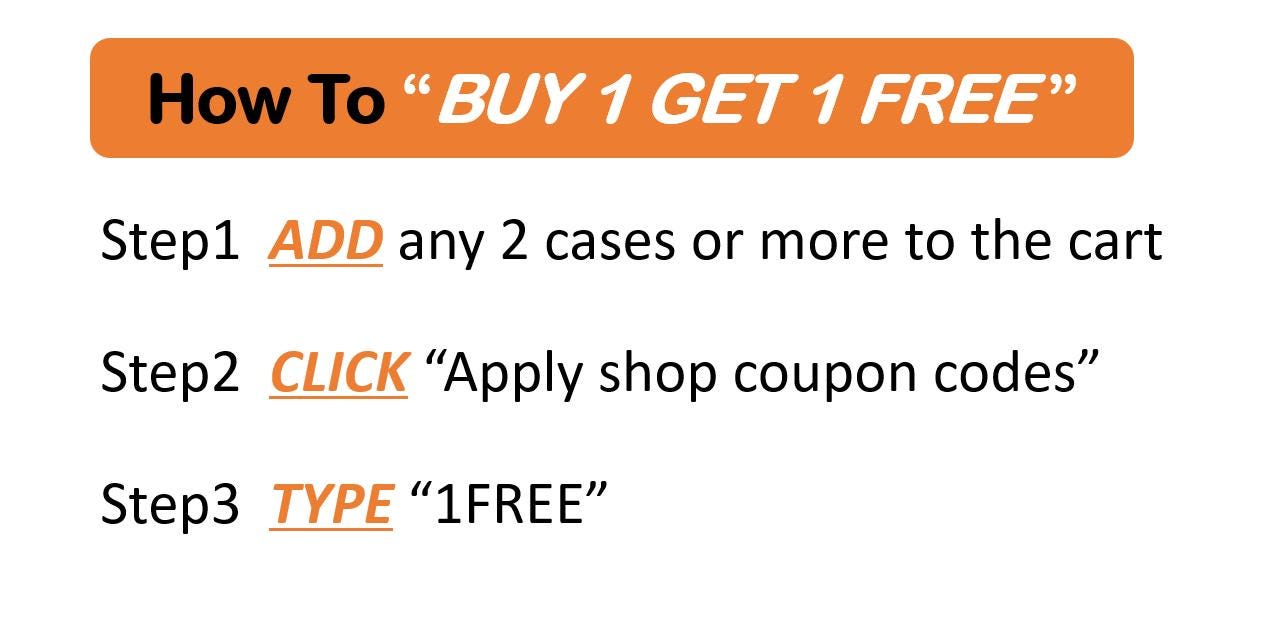 How To “BUY 1 GET 1 FREE”
Step1 ADD any 2 cases or more to the cart
Step2 CLICK “Apply shop coupon codes”
Step3 TYPE “1FREE”